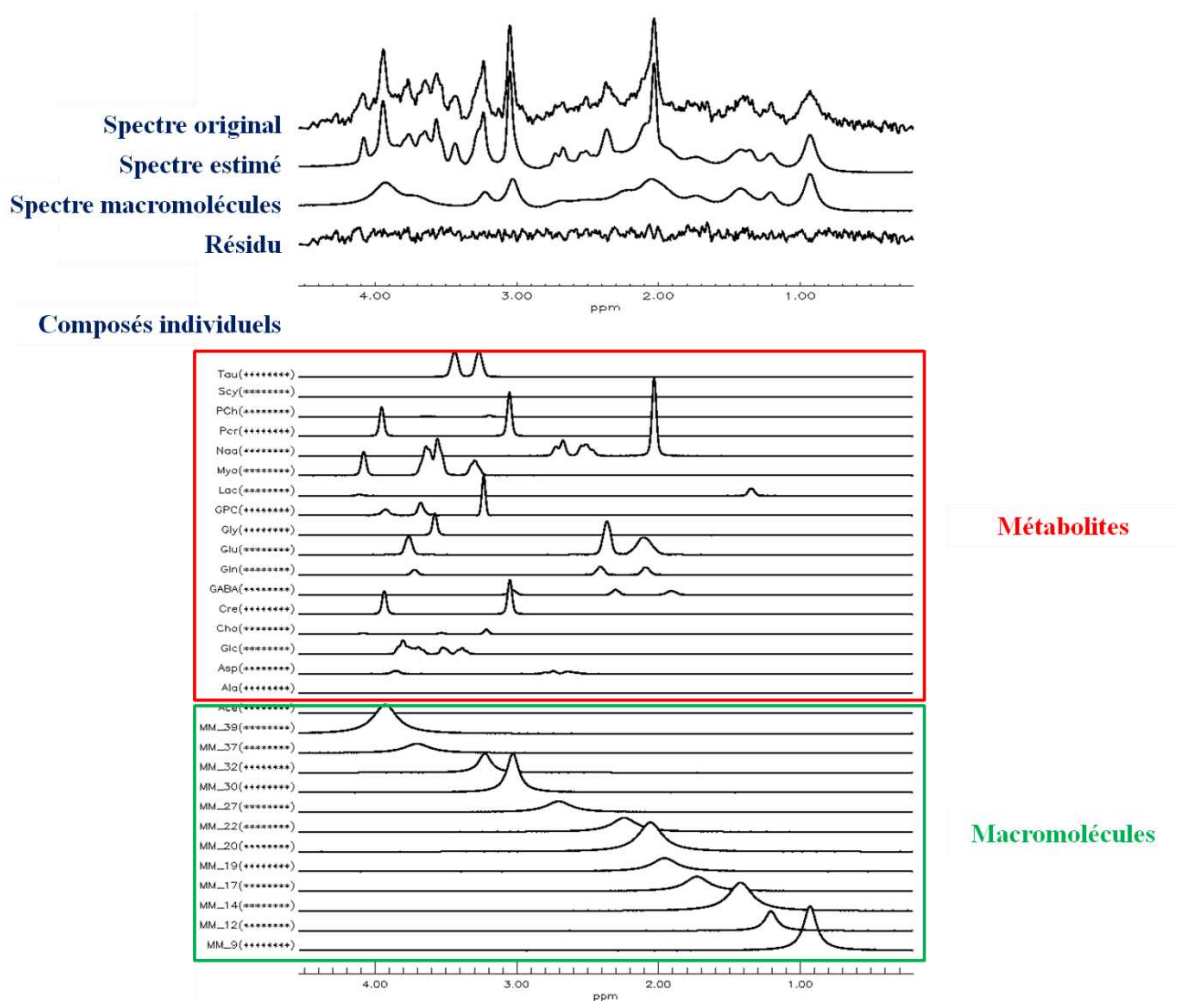 Spectre original
Spectre estimé
Spectre macromolécules
Résidu
4.00 3.00 2.00 1.00
ppm
Composés individuels
Tau(********)
Scy(********)
PCh(********)
Pcr(********)
Naa(********)
Myo(********)
Lac(********)
GPC(********)
Gly(********)
Glu(********)
Gln(********)
GABA(********)
Cre(********)
Cho(********)
Glc(********)
Asp(********)
Ala(********)
Métabolites
Ace(********)
MM_39(********)
MM_37(********)
MM_32(********)
MM_30(********)
MM_27(********)
MM_22(********)
MM_20(********)
MM_19(********)
MM_17(********)
MM_14(********)
MM_12(********)
MM_9(********)
Macromolécules
4.00 3.00 2.00 1.00
ppm